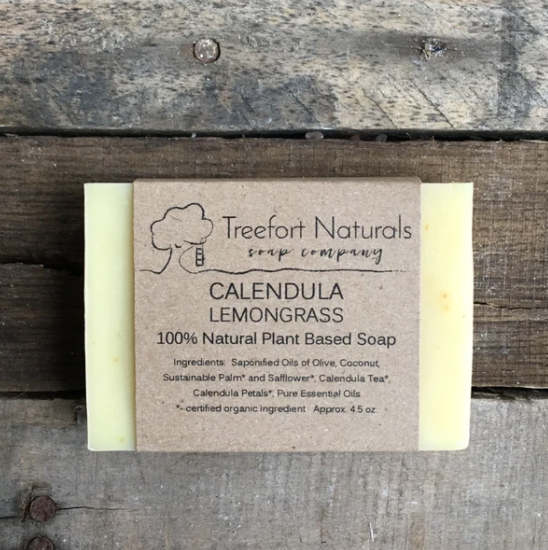 Treefort Naturals
soap company
CALENDULA
LEMONGRASS
100% Natural Plant Based Soap
Ingredients: Saponified Oils of Olive, Coconut,
Sustainable Palm* and Safflower*, Calendula Tea*,
Calendula Petals*, Pure Essential Oils
*- certified organic ingredient Approx. 4.5 oz